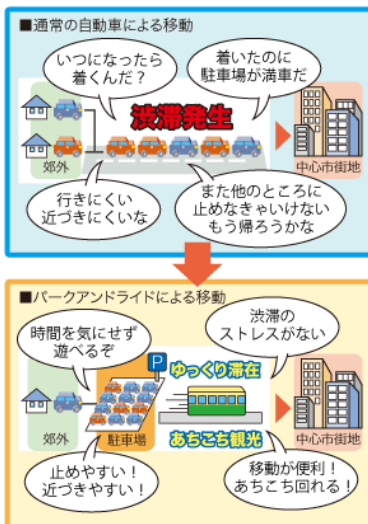 ■通常の自動車による移動
いつになったら
着くんだ？
着いたのに
駐車場が満車だ
渋滞発生
郊外
中心市街地
行きにくい
近づきにくいな
また他のところに
止めなきゃいけない
もう帰ろうかな
■パークアンドライドによる移動
時間を気にせず
遊べるぞ
渋滞の
ストレスがない
P
ゆっくり滞在
郊外
駐車場
あちこち観光
中心市街地
止めやすい！
近づきやすい！
移動が便利！
あちこち回れる！